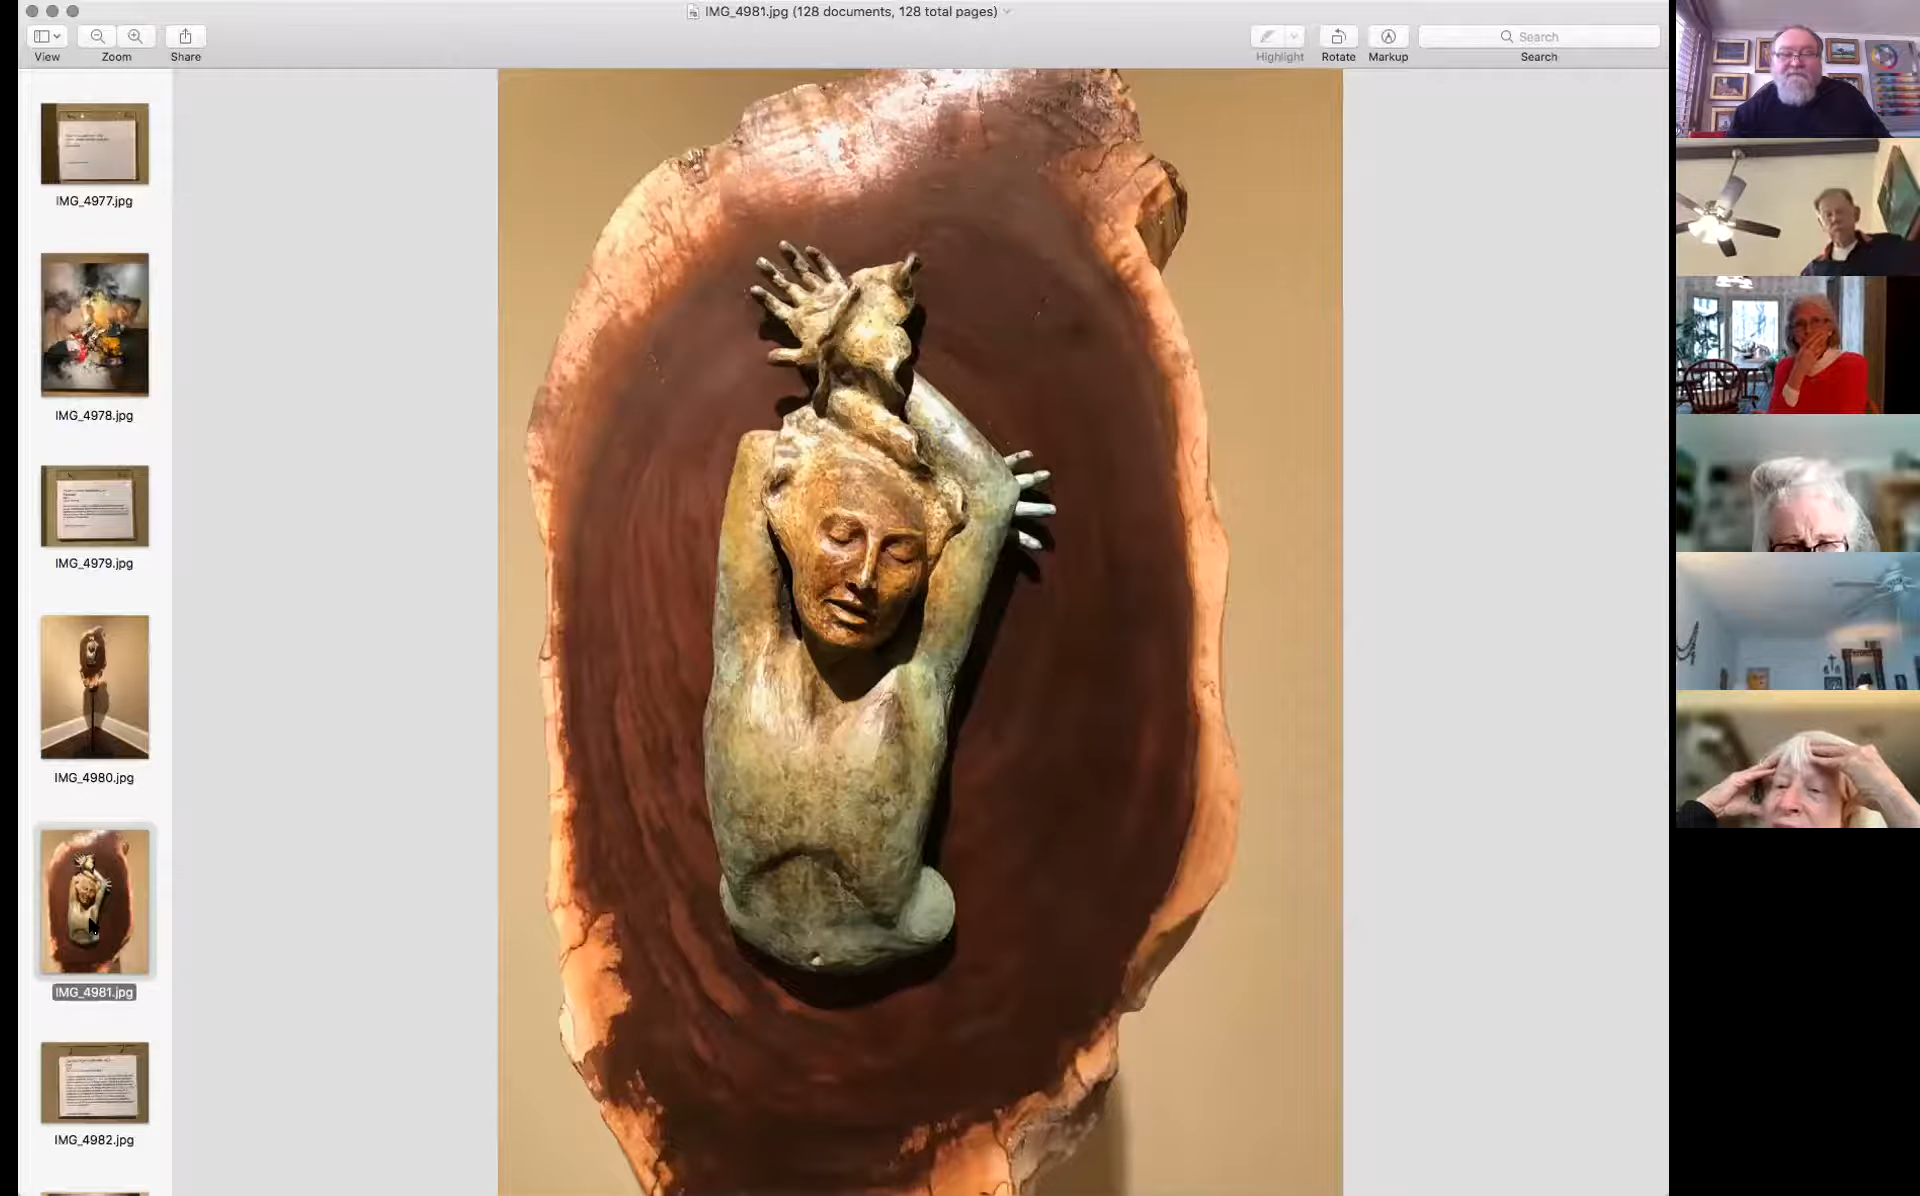 IMG_4981.jpg (128 documents, 128 total pages)
View
Zoom
Share
Highlight
Rotate
Markup
Search
Search
IMG_4977.jpg
IMG_4978.jpg
IMG_4979.jpg
IMG_4980.jpg
IMG_4981.jpg
IMG_4982.jpg